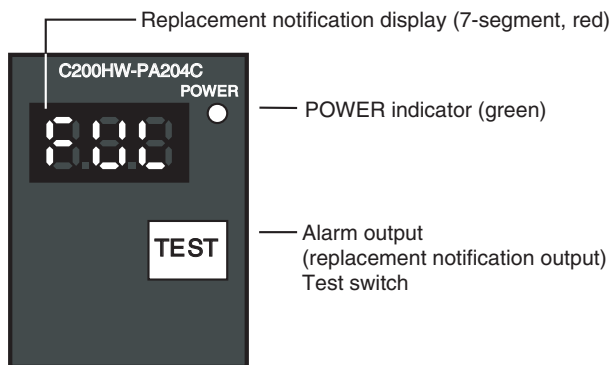 Replacement notification display (7-segment, red)
C200HW-PA204C
POWER
POWER indicator (green)
FUL
TEST
Alarm output
(replacement notification output)
Test switch